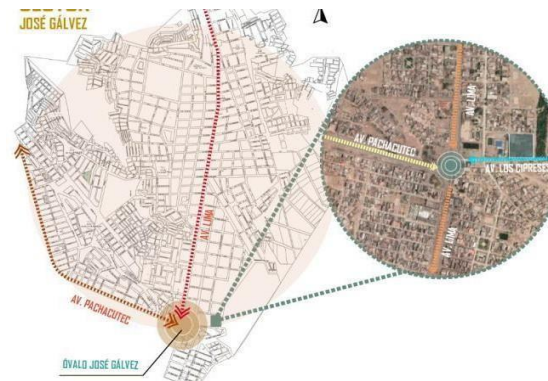 JOSÉ GÁLVEZ
AV. LIMA
AV. PACHACUTEC
ÓVALO JOSÉ GÁLVEZ
AV. LIMA
AV. PACHACUTEC
AV. LOS CIPRESES
AV. LIMA